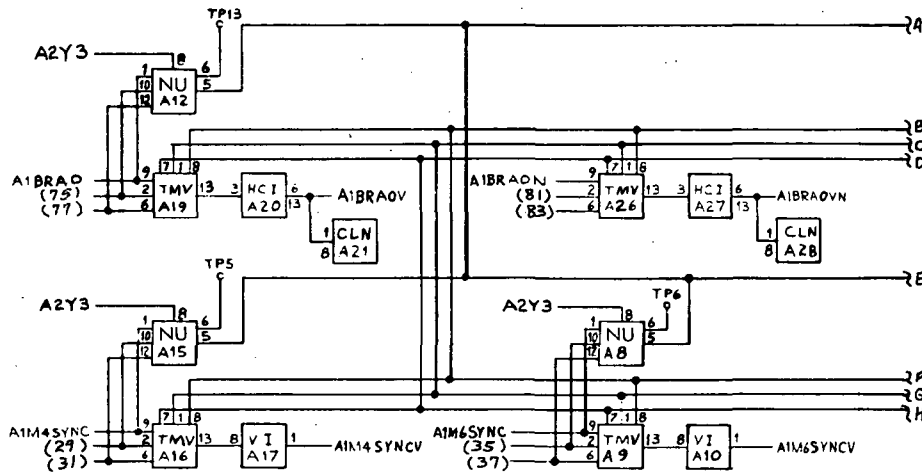 TP13
A
A2Y3
8
1 NU 6
10 5
12 A12
B
C
D
7 1 8
7 1 8
A1BRAO 9
(75) 2 TMV 13
(77) 6 A19
3 HCI 6
A20 13
A1BRAOV
1 CLN
8 A21
A1BRAON 9
(81) 2 TMV 13
(83) 6 A26
3 HCI 6
A27 13
A1BRAOVN
1 CLN
8 A28
TP5
E
A2Y3
8
1 NU 6
10 5
12 A15
TP6
A2Y3
8
1 NU 6
10 5
12 A8
F
G
H
7 1 8
7 1 8
A1M4SYNC 9
(29) 2 TMV 13
(31) 6 A16
8 VI 1
A17
A1M4SYNCV
A1M6SYNC 9
(35) 2 TMV 13
(37) 6 A9
8 VI 1
A10
A1M6SYNCV